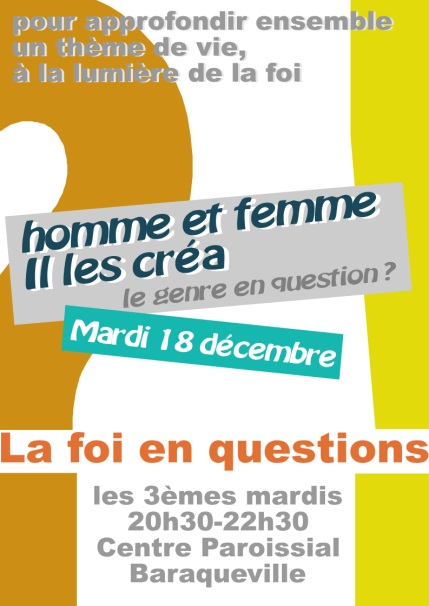 pour approfondir ensemble
un thème de vie,
à la lumière de la foi
homme et femme
Il les créa
le genre en question ?
Mardi 18 décembre
La foi en questions
les 3èmes mardis
20h30-22h30
Centre Paroissial
Baraqueville